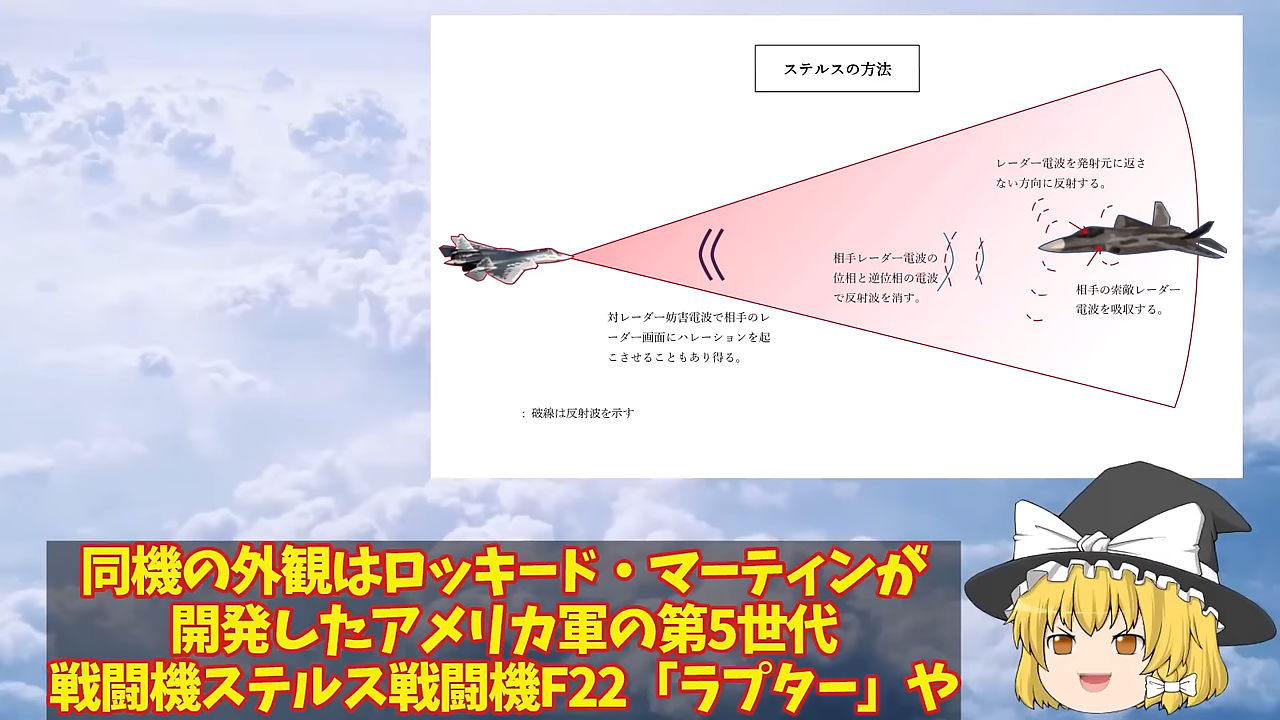 ステルスの方法
レーダー電波を発射元に返さ
ない方向に反射する。
相手レーダー電波の
位相と逆位相の電波
で反射波を消す。
相手の索敵レーダー
電波を吸収する。
対レーダー妨害電波で相手のレ
ーダー画面にハレーションを起
こさせることもあり得る。
：破線は反射波を示す
同機の外観はロッキード・マーティンが
開発したアメリカ軍の第5世代
戦闘機ステルス戦闘機F22「ラプター」や